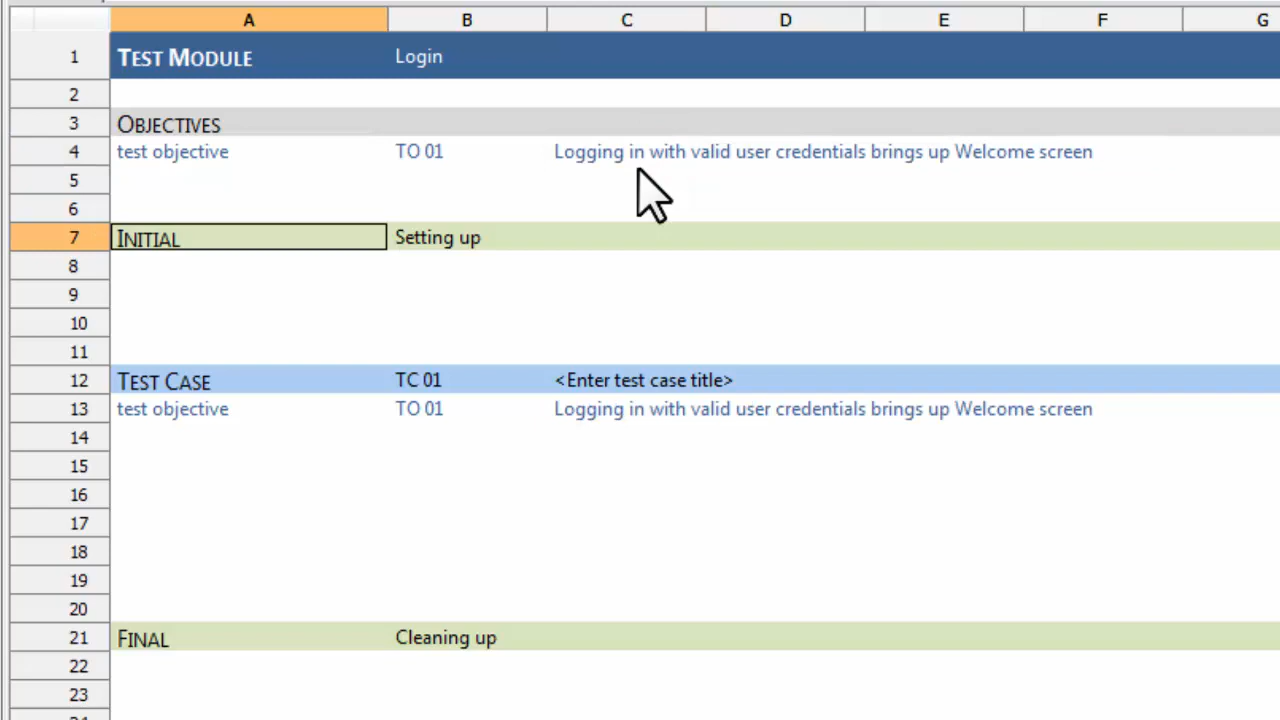 A B C D E F G
1 TEST MODULE Login
2
3 OBJECTIVES
4 test objective TO 01 Logging in with valid user credentials brings up Welcome screen
5
6
7 INITIAL Setting up
8
9
10
11
12 TEST CASE TC 01 <Enter test case title>
13 test objective TO 01 Logging in with valid user credentials brings up Welcome screen
14
15
16
17
18
19
20
21 FINAL Cleaning up
22
23